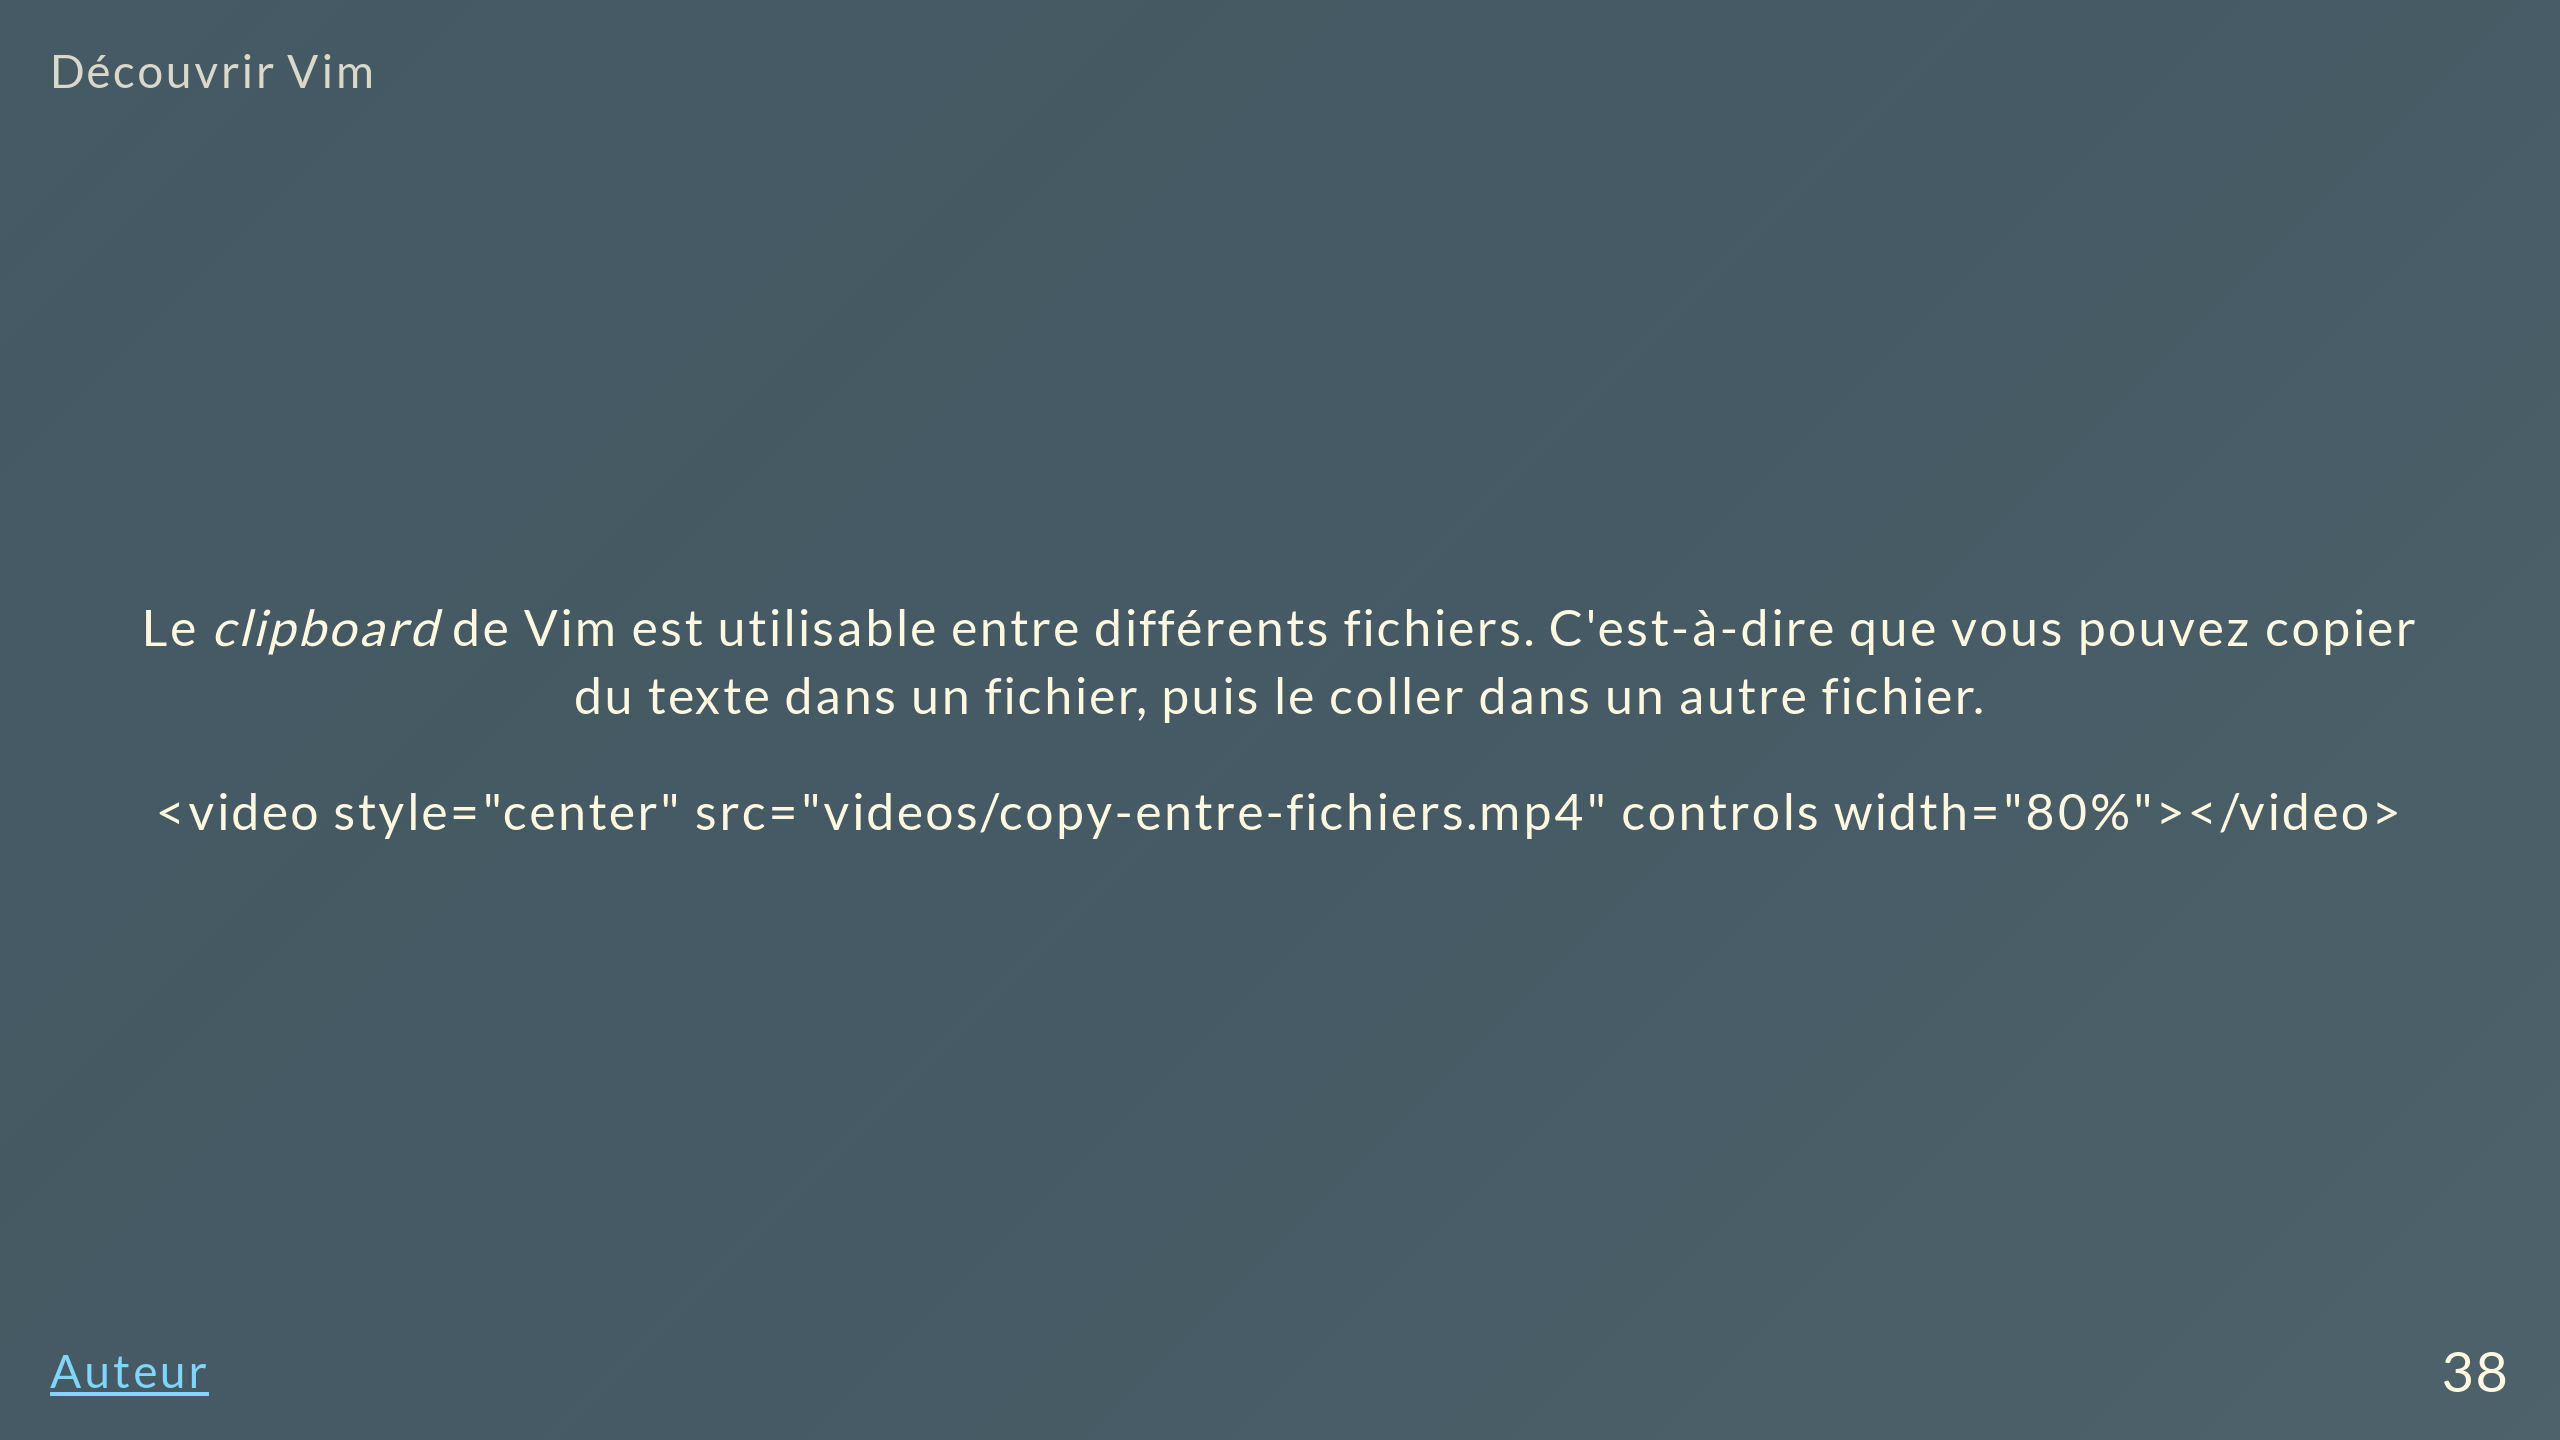 Découvrir Vim
Le clipboard de Vim est utilisable entre différents fichiers. C'est-à-dire que vous pouvez copier
du texte dans un fichier, puis le coller dans un autre fichier.
<video style="center" src="videos/copy-entre-fichiers.mp4" controls width="80%"></video>
Auteur
38